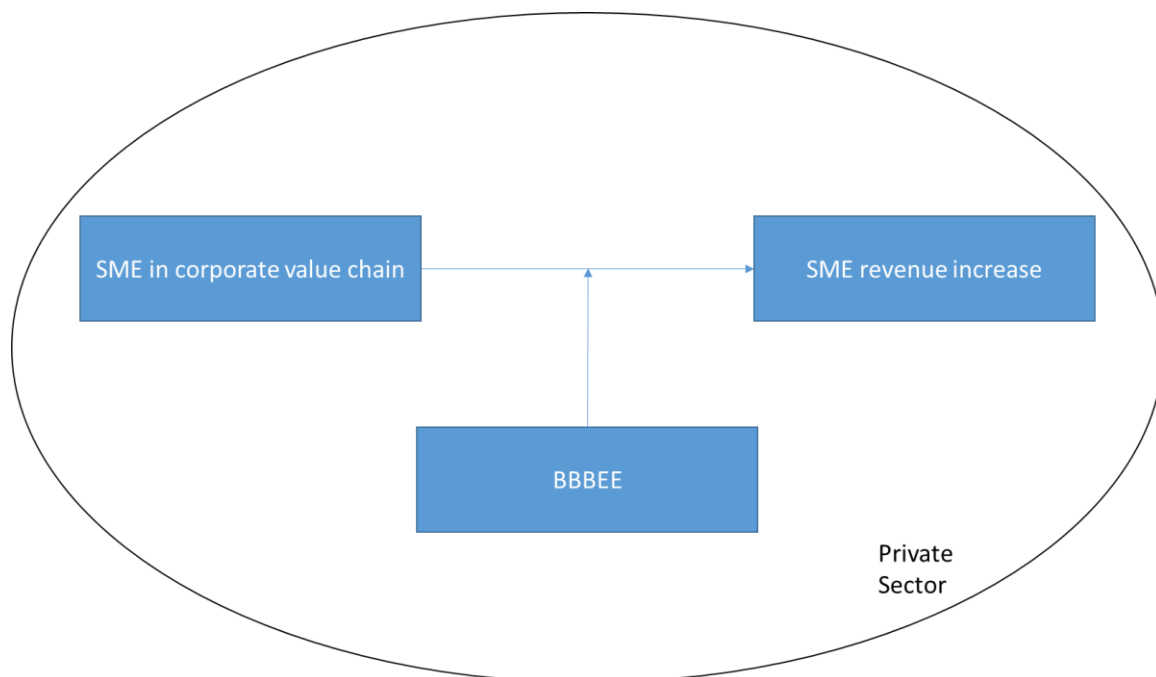 SME in corporate value chain
SME revenue increase
BBBEE
Private
Sector